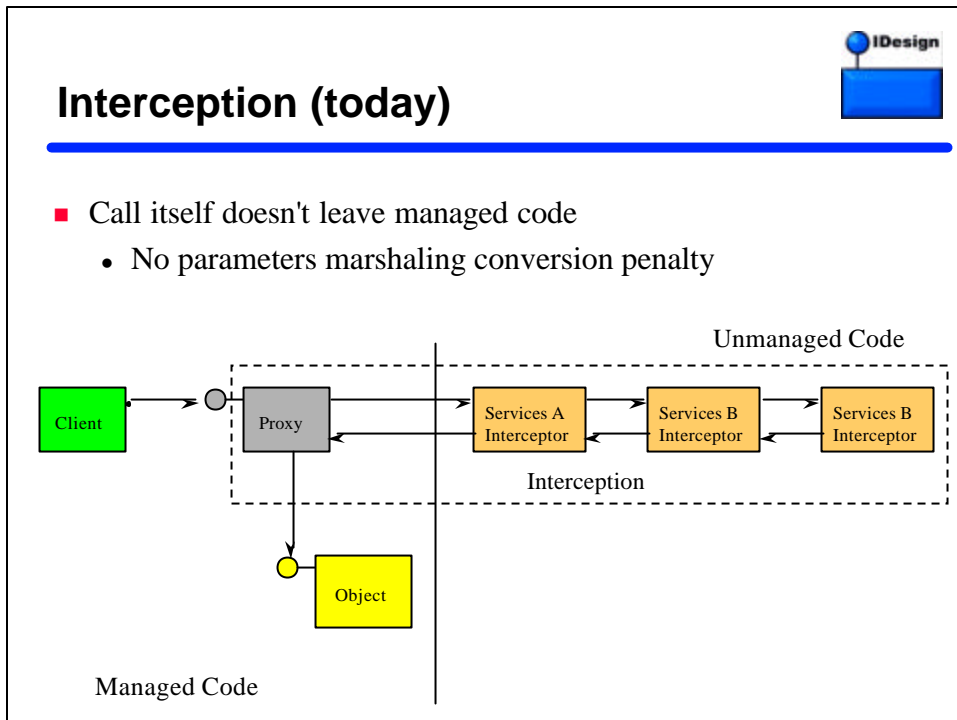 IDesign
Interception (today)
Call itself doesn't leave managed code
No parameters marshaling conversion penalty
Unmanaged Code
Client
Proxy
Services A
Interceptor
Services B
Interceptor
Services B
Interceptor
Interception
Object
Managed Code